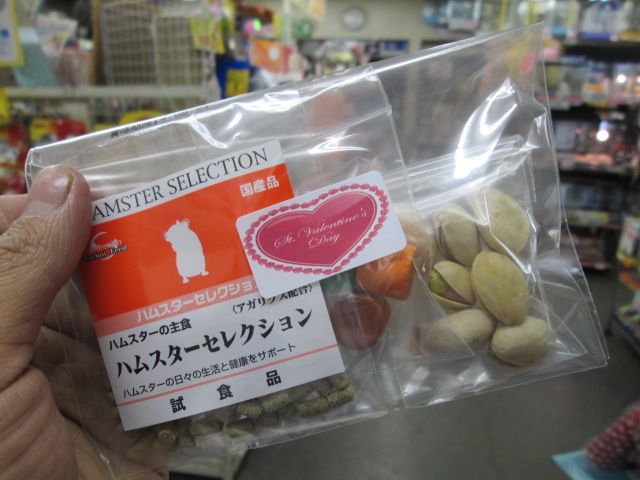 HAMSTER SELECTION
国産品
St. Valentine's
Day
ハムスターセレクション
(アガリクス配合)
ハムスターの主食
ハムスターセレクション
ハムスターの日々の生活と健康をサポート
試食品